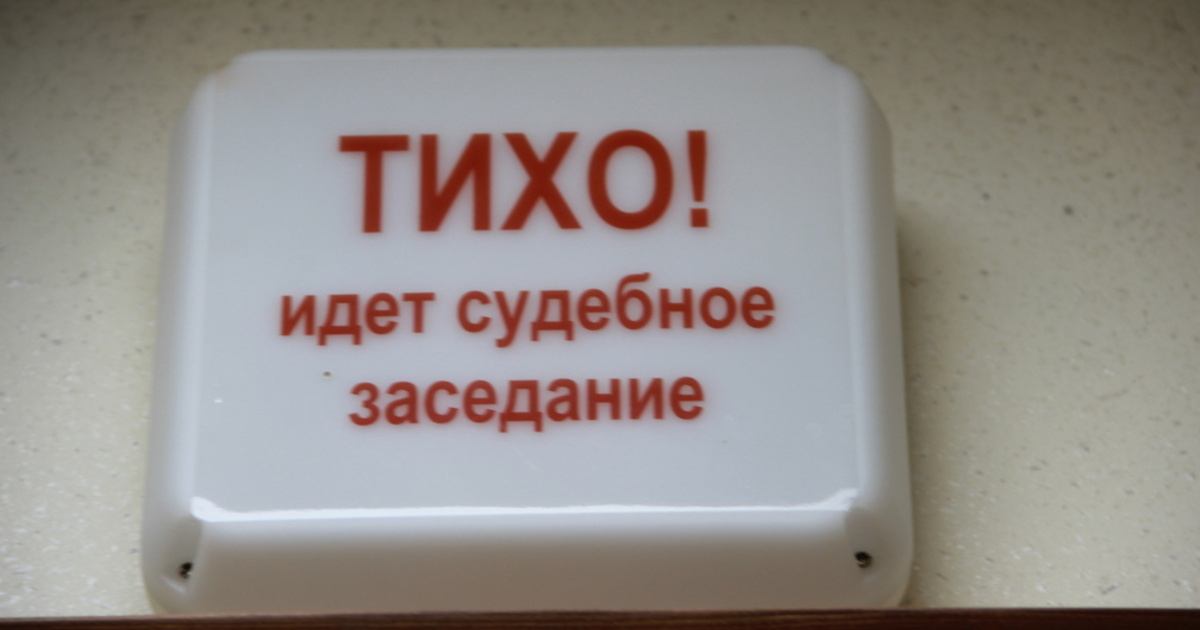 ТИХО!
идет судебное
заседание